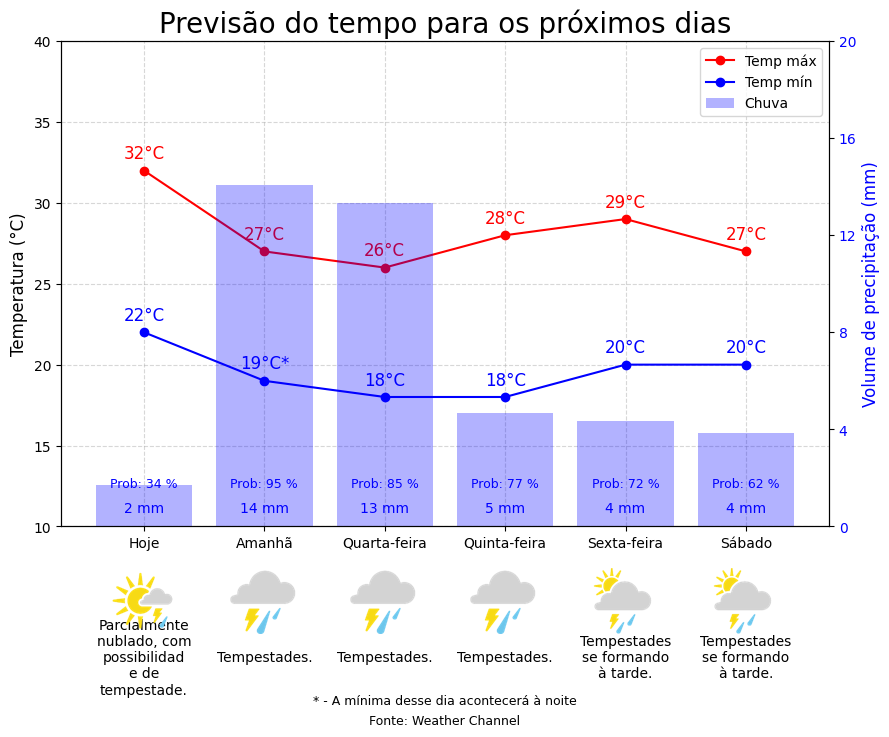 Previsão do tempo para os próximos dias
Temp máx
Temp mín
Chuva
40
35
30
25
20
15
10
Temperatura (°C)
20
16
12
8
4
0
Volume de precipitação (mm)
32°C
27°C
26°C
28°C
29°C
27°C
22°C
19°C*
18°C
18°C
20°C
20°C
Prob: 34 %
Prob: 95 %
Prob: 85 %
Prob: 77 %
Prob: 72 %
Prob: 62 %
2 mm
14 mm
13 mm
5 mm
4 mm
4 mm
Hoje
Amanhã
Quarta-feira
Quinta-feira
Sexta-feira
Sábado
Parcialmente
nublado, com
possibilidad
e de
tempestade.
Tempestades.
Tempestades.
Tempestades.
Tempestades
se formando
à tarde.
Tempestades
se formando
à tarde.
* - A mínima desse dia acontecerá à noite
Fonte: Weather Channel